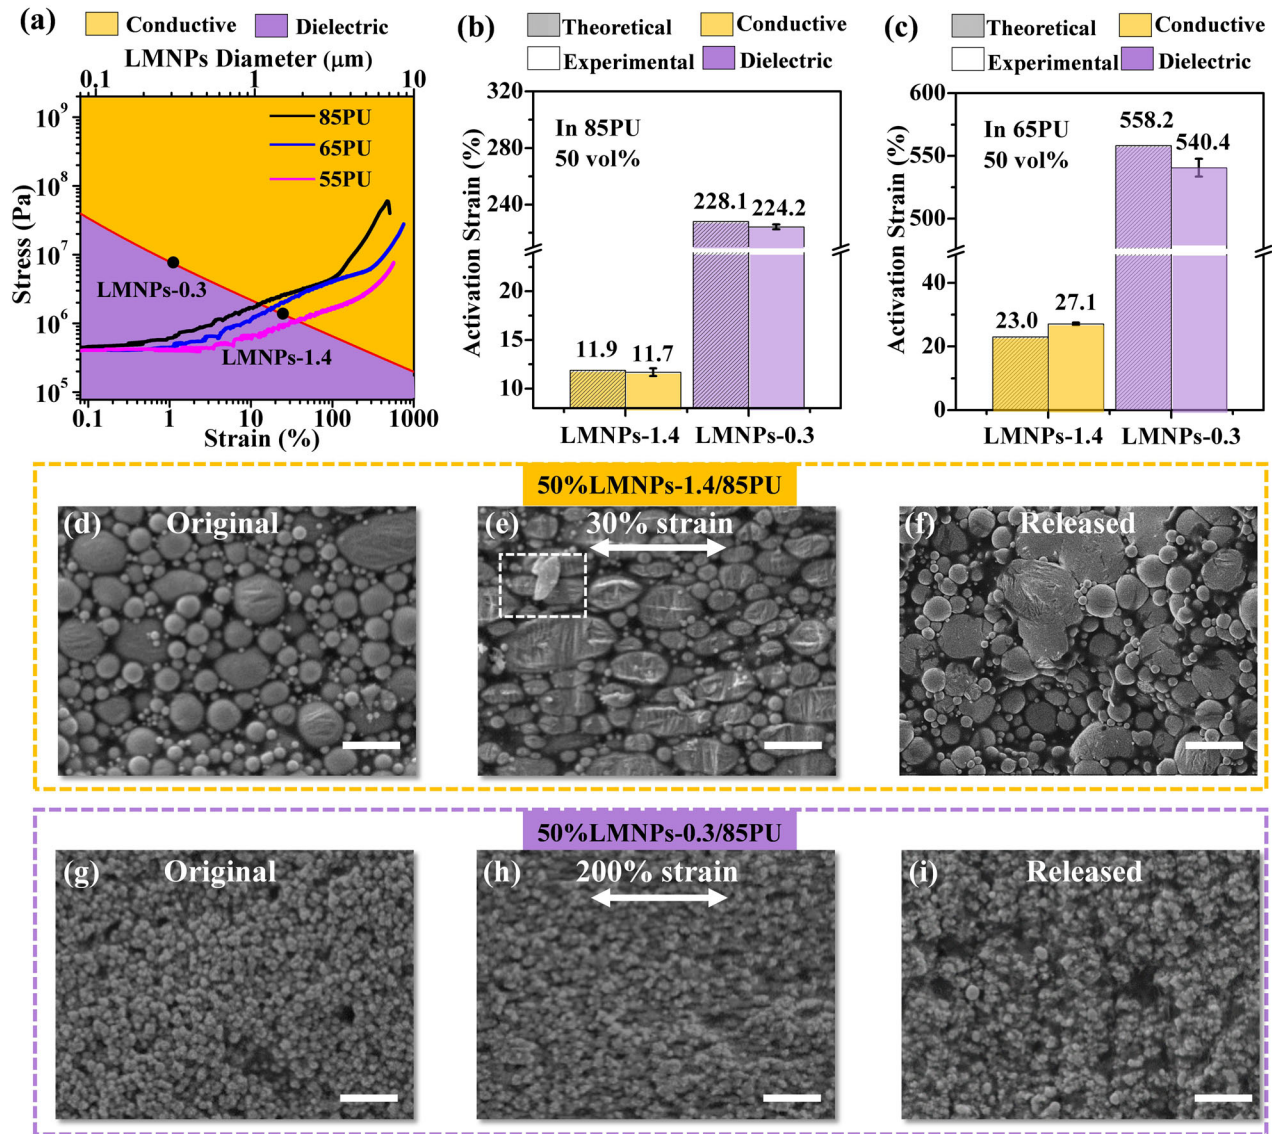 (a)
Conductive
Dielectric
LMNPs Diameter (μm)
0.1 1 10
10⁹
10⁸
10⁷
10⁶
10⁵
Stress (Pa)
85PU
65PU
55PU
LMNPs-0.3
LMNPs-1.4
0.1 1 10 100 1000
Strain (%)
(b)
Theoretical
Conductive
Experimental
Dielectric
320
280
240
20
15
10
Activation Strain (%)
In 85PU
50 vol%
228.1
224.2
11.9
11.7
LMNPs-1.4
LMNPs-0.3
(c)
Theoretical
Conductive
Experimental
Dielectric
600
550
500
40
20
0
Activation Strain (%)
In 65PU
50 vol%
558.2
540.4
23.0
27.1
LMNPs-1.4
LMNPs-0.3
50%LMNPs-1.4/85PU
(d)
Original
(e)
30% strain
(f)
Released
50%LMNPs-0.3/85PU
(g)
Original
(h)
200% strain
(i)
Released